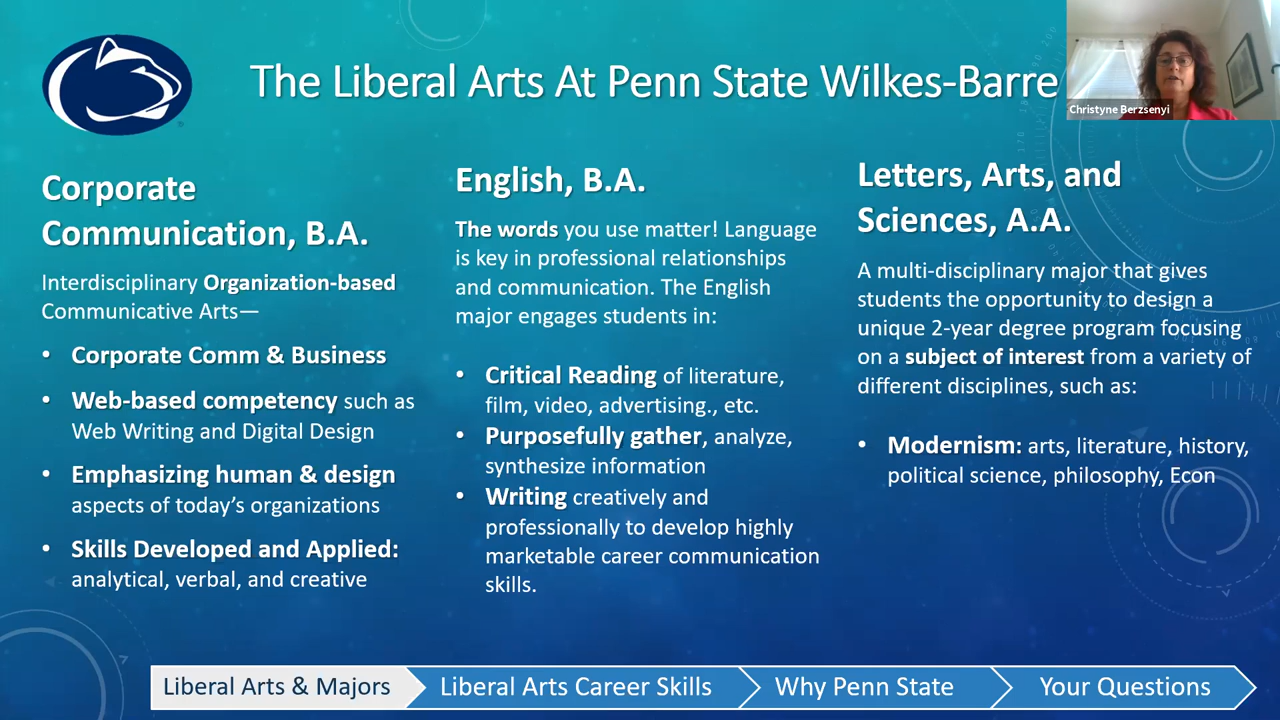 The Liberal Arts At Penn State Wilkes-Barre
Christyne Berzsenyi
Corporate
Communication, B.A.
Interdisciplinary Organization-based
Communicative Arts—
• Corporate Comm & Business
• Web-based competency such as
Web Writing and Digital Design
• Emphasizing human & design
aspects of today's organizations
• Skills Developed and Applied:
analytical, verbal, and creative
English, B.A.
The words you use matter! Language
is key in professional relationships
and communication. The English
major engages students in:
• Critical Reading of literature,
film, video, advertising., etc.
• Purposefully gather, analyze,
synthesize information
• Writing creatively and
professionally to develop highly
marketable career communication
skills.
Letters, Arts, and
Sciences, A.A.
A multi-disciplinary major that gives
students the opportunity to design a
unique 2-year degree program focusing
on a subject of interest from a variety of
different disciplines, such as:
• Modernism: arts, literature, history,
political science, philosophy, Econ
Liberal Arts & Majors
Liberal Arts Career Skills
Why Penn State
Your Questions